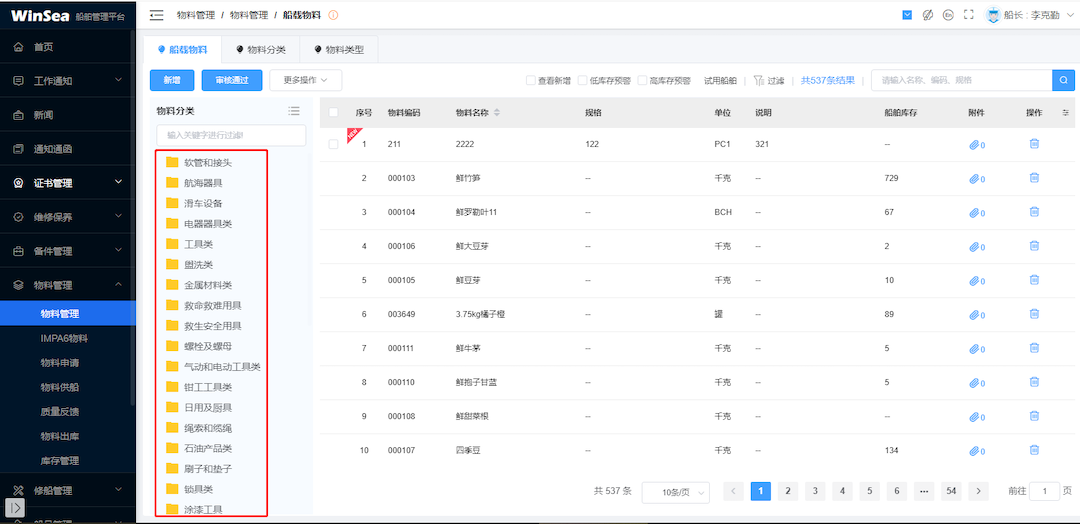 WinSea 船舶管理平台
物料管理 / 物料管理 / 船载物料
En 船长 : 李克勤
首页
工作通知
新闻
通知通函
证书管理
维修保养
备件管理
物料管理
物料管理
IMPA6物料
物料申请
物料供船
质量反馈
物料出库
库存管理
修船管理
船载物料 物料分类 物料类型
新增 审核通过 更多操作
查看新增 低库存预警 高库存预警 试用船舶 过滤 共537条结果 请输入名称、编码、规格
物料分类
输入关键字进行过滤!
软管和接头
航海器具
滑车设备
电器器具类
工具类
盥洗类
金属材料类
救命救难用具
救生安全用具
螺栓及螺母
气动和电动工具类
钳工工具类
日用及厨具
绳索和缆绳
石油产品类
刷子和垫子
锁具类
涂漆工具
序号 物料编码 物料名称 规格 单位 说明 船舶库存 附件 操作
1 211 2222 122 PC1 321 -- 0
2 000103 鲜竹笋 -- 千克 -- 729 0
3 000104 鲜罗勒叶11 -- BCH -- 67 0
4 000106 鲜大豆芽 -- 千克 -- 2 0
5 000105 鲜豆芽 -- 千克 -- 10 0
6 003649 3.75kg橘子橙 -- 罐 -- 89 0
7 000111 鲜牛茅 -- 千克 -- 5 0
8 000110 鲜抱子甘蓝 -- 千克 -- 5 0
9 000108 鲜甜菜根 -- 千克 -- -- 0
10 000107 四季豆 -- 千克 -- 134 0
共 537 条 10条/页 1 2 3 4 5 6 ... 54 前往 1 页